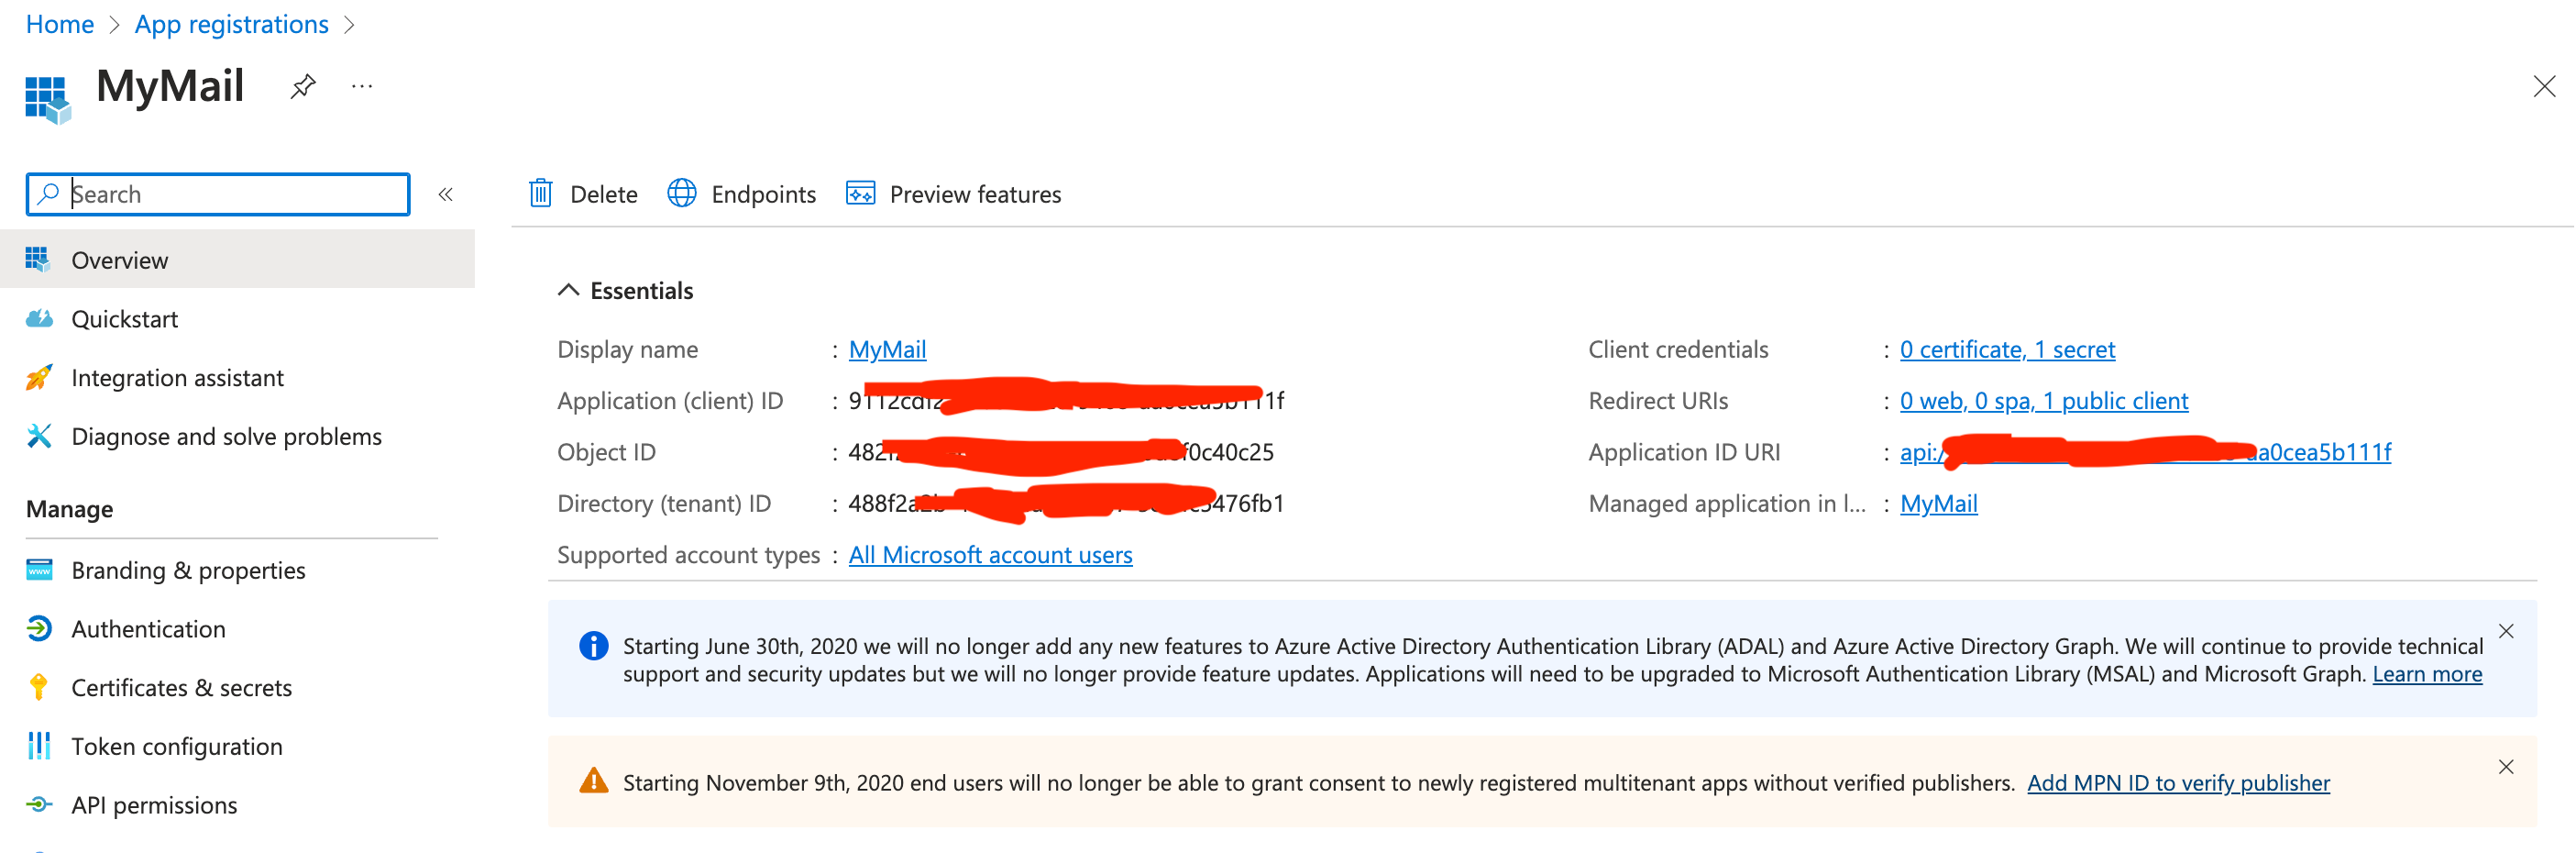 Home > App registrations >
MyMail
Search
Delete Endpoints Preview features
Overview
Quickstart
Integration assistant
Diagnose and solve problems
Manage
Branding & properties
Authentication
Certificates & secrets
Token configuration
API permissions
Essentials
Display name : MyMail
Application (client) ID :
Object ID : 0c40c25
Directory (tenant) ID : 488f2a 476fb1
Supported account types : All Microsoft account users
Client credentials : 0 certificate, 1 secret
Redirect URIs : 0 web, 0 spa, 1 public client
Application ID URI : api:/ a0cea5b111f
Managed application in l... : MyMail
Starting June 30th, 2020 we will no longer add any new features to Azure Active Directory Authentication Library (ADAL) and Azure Active Directory Graph. We will continue to provide technical
support and security updates but we will no longer provide feature updates. Applications will need to be upgraded to Microsoft Authentication Library (MSAL) and Microsoft Graph. Learn more
Starting November 9th, 2020 end users will no longer be able to grant consent to newly registered multitenant apps without verified publishers. Add MPN ID to verify publisher